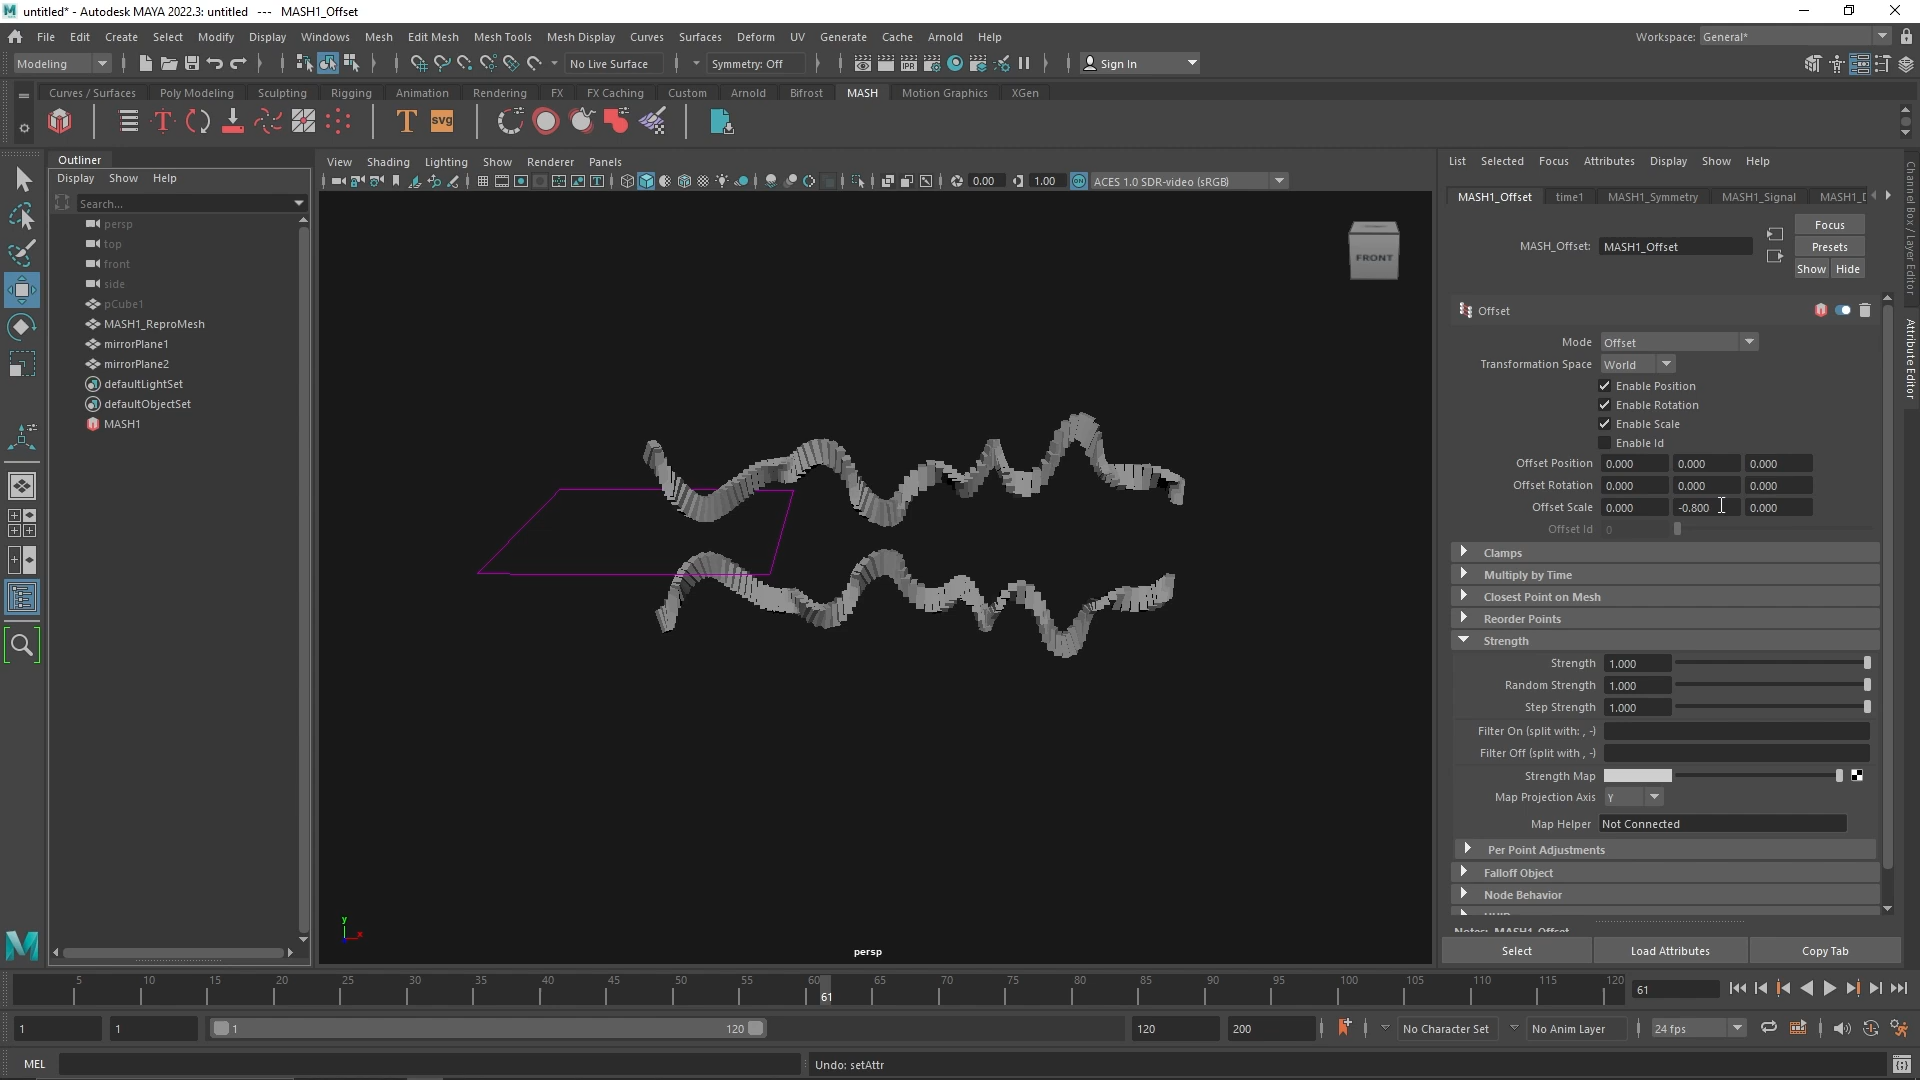 untitled* - Autodesk MAYA 2022.3: untitled --- MASH1_Offset
File Edit Create Select Modify Display Windows Mesh Edit Mesh Mesh Tools Mesh Display Curves Surfaces Deform UV Generate Cache Arnold Help
Workspace: General*
Modeling
No Live Surface
Symmetry: Off
IPR
Sign In
Curves / Surfaces Poly Modeling Sculpting Rigging Animation Rendering FX FX Caching Custom Arnold Bifrost MASH Motion Graphics XGen
T
T
svg
Outliner
Display Show Help
Search...
persp
top
front
side
pCube1
MASH1_ReproMesh
mirrorPlane1
mirrorPlane2
defaultLightSet
defaultObjectSet
MASH1
View Shading Lighting Show Renderer Panels
0.00
1.00
ON
ACES 1.0 SDR-video (sRGB)
FRONT
y
x
persp
List Selected Focus Attributes Display Show Help
MASH1_Offset time1 MASH1_Symmetry MASH1_Signal MASH1_
MASH_Offset: MASH1_Offset
Focus
Presets
Show Hide
Offset
Mode Offset
Transformation Space World
Enable Position
Enable Rotation
Enable Scale
Enable Id
Offset Position 0.000 0.000 0.000
Offset Rotation 0.000 0.000 0.000
Offset Scale 0.000 -0.800 0.000
Offset Id 0
Clamps
Multiply by Time
Closest Point on Mesh
Reorder Points
Strength
Strength 1.000
Random Strength 1.000
Step Strength 1.000
Filter On (split with: , -)
Filter Off (split with , -)
Strength Map
Map Projection Axis Y
Map Helper Not Connected
Per Point Adjustments
Falloff Object
Node Behavior
Notes: MASH1_Offset
Select Load Attributes Copy Tab
Channel Box / Layer Editor
Attribute Editor
5 10 15 20 25 30 35 40 45 50 55 60 65 70 75 80 85 90 95 100 105 110 115 120
61
61
1 1 1 120 120 200
No Character Set
No Anim Layer
24 fps
MEL
Undo: setAttr